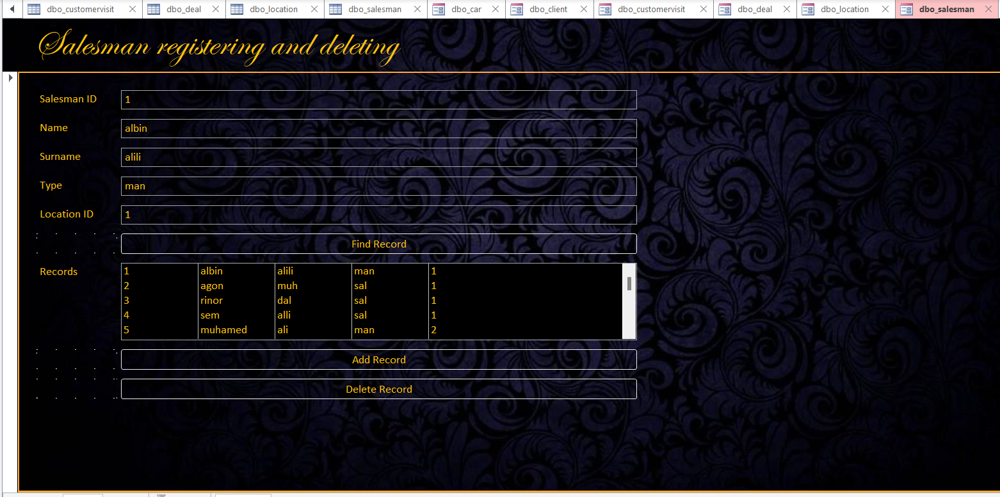 dbo_customervisit dbo_deal dbo_location dbo_salesman dbo_car dbo_client dbo_customervisit dbo_deal dbo_location dbo_salesman
Salesman registering and deleting
Salesman ID 1
Name albin
Surname alili
Type man
Location ID 1
Find Record
Records 1 albin alili man 1
2 agon muh sal 1
3 rinor dal sal 1
4 sem alli sal 1
5 muhamed ali man 2
Add Record
Delete Record